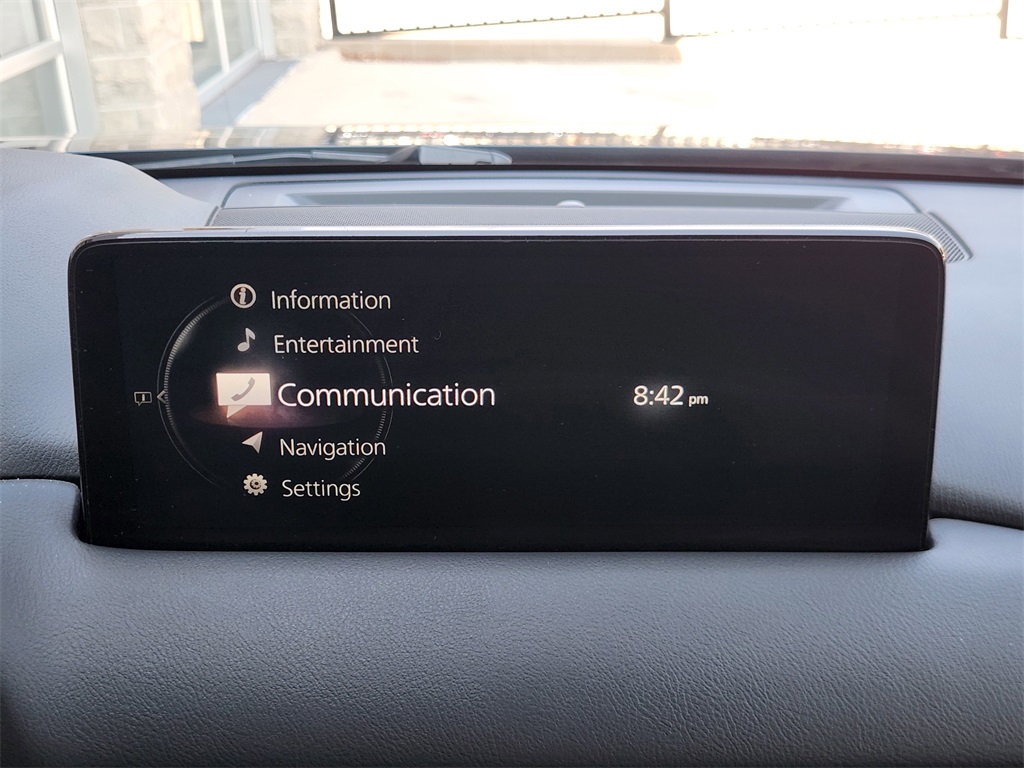 Information
Entertainment
Communication
8:42 pm
Navigation
Settings